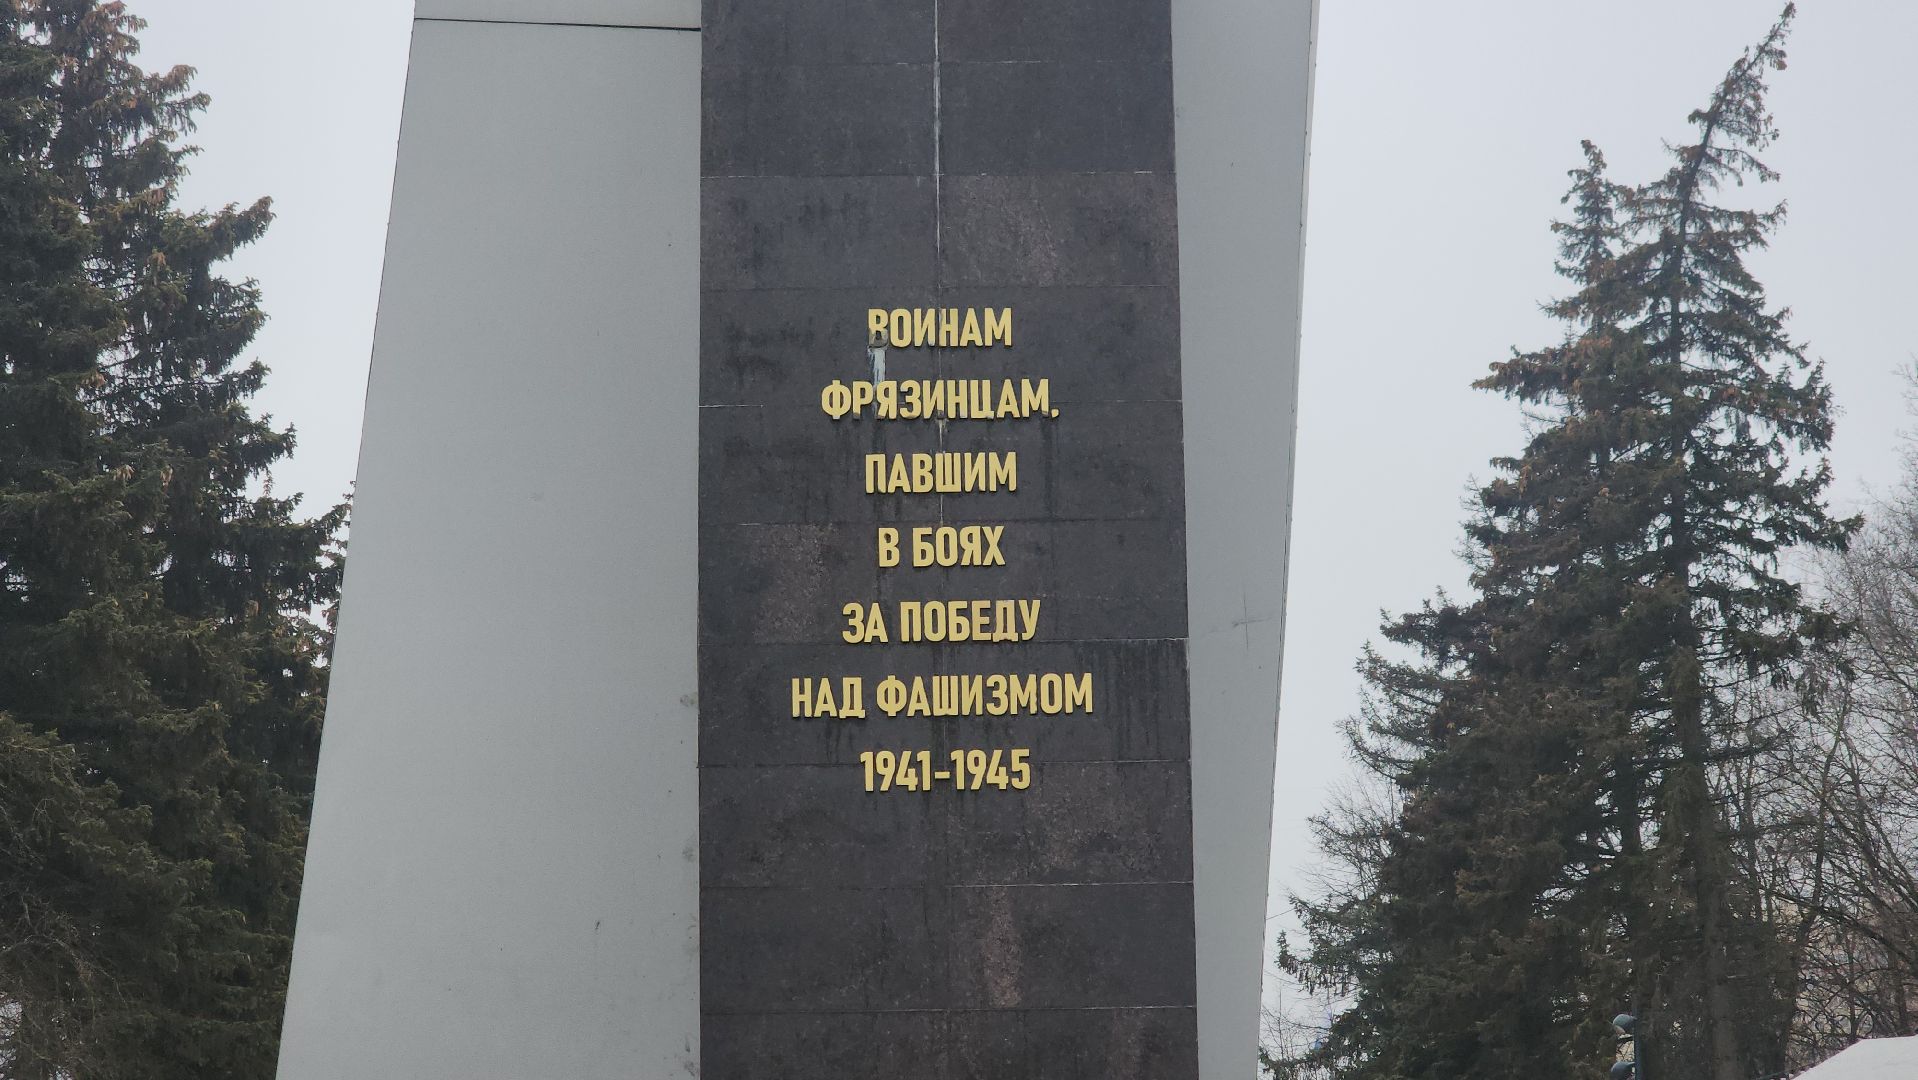 ВОИНАМ
ФРЯЗИНЦАМ,
ПАВШИМ
В БОЯХ
ЗА ПОБЕДУ
НАД ФАШИЗМОМ
1941-1945